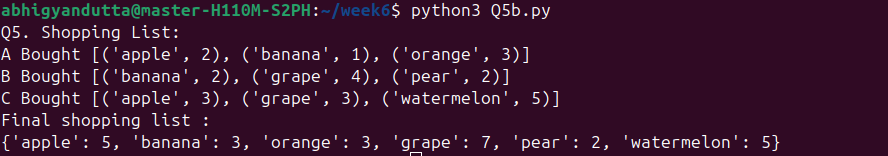 abhigyandutta@master-H110M-S2PH:~/week6$ python3 Q5b.py
Q5. Shopping List:
A Bought [('apple', 2), ('banana', 1), ('orange', 3)]
B Bought [('banana', 2), ('grape', 4), ('pear', 2)]
C Bought [('apple', 3), ('grape', 3), ('watermelon', 5)]
Final shopping list :
{'apple': 5, 'banana': 3, 'orange': 3, 'grape': 7, 'pear': 2, 'watermelon': 5}